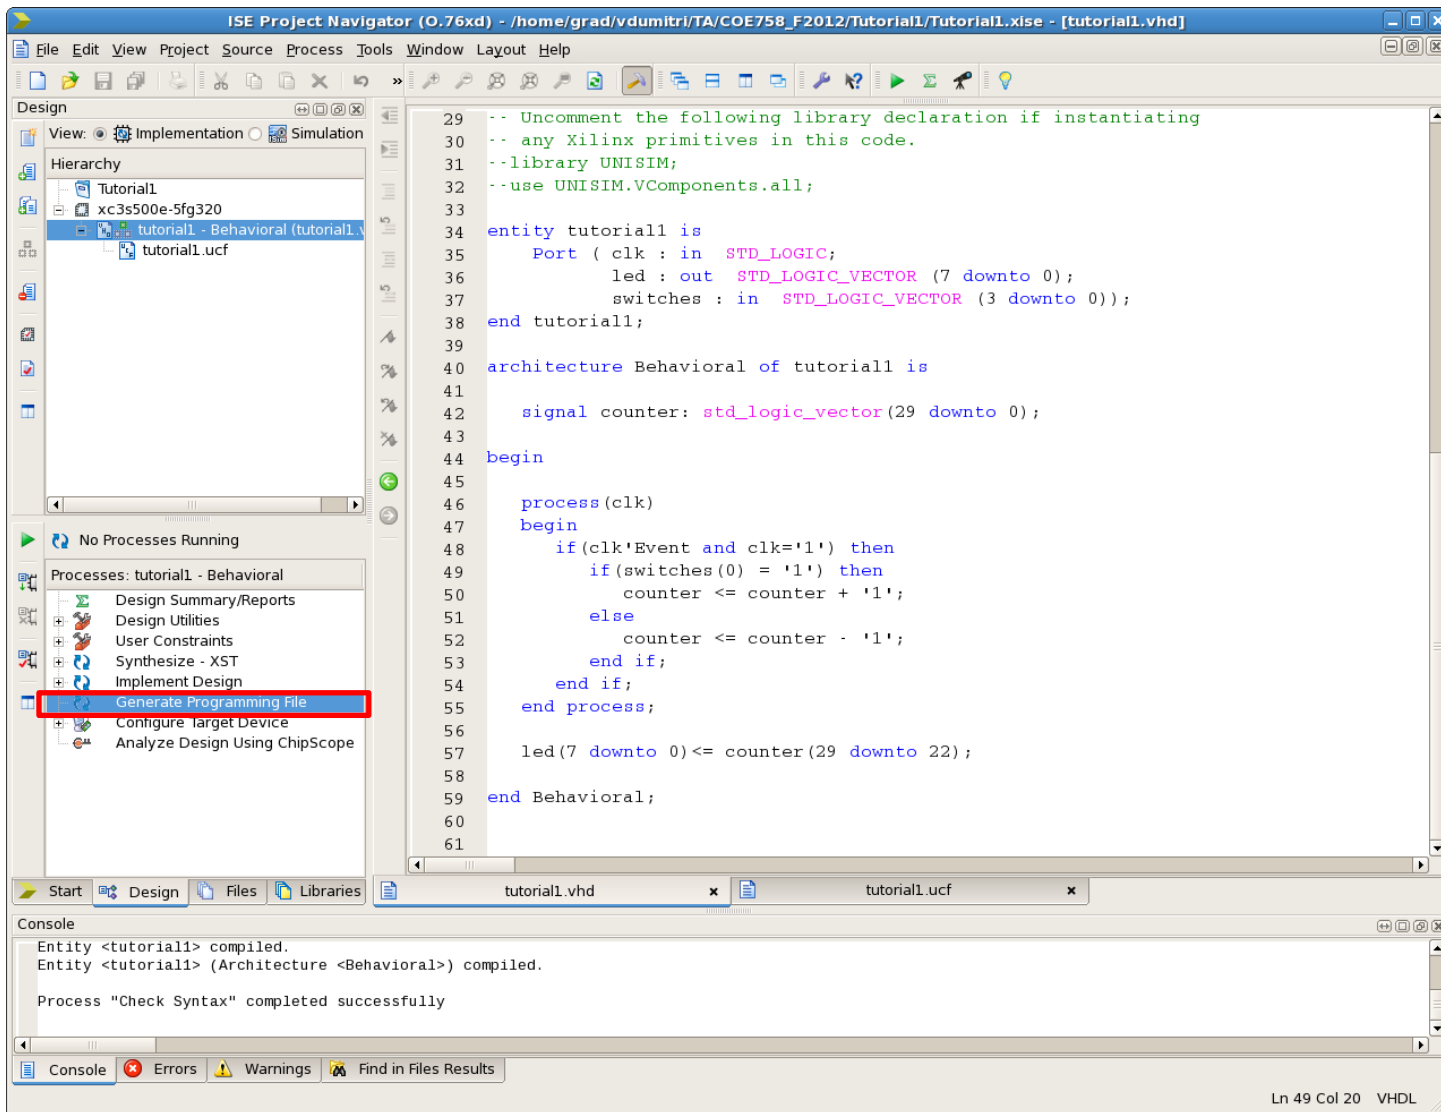 ISE Project Navigator (O.76xd) - /home/grad/vdumitri/TA/COE758_F2012/Tutorial1/Tutorial1.xise - [tutorial1.vhd]
File Edit View Project Source Process Tools Window Layout Help
Design
View: Implementation Simulation
Hierarchy
Tutorial1
xc3s500e-5fg320
tutorial1 - Behavioral (tutorial1.v
tutorial1.ucf
No Processes Running
Processes: tutorial1 - Behavioral
Design Summary/Reports
Design Utilities
User Constraints
Synthesize - XST
Implement Design
Generate Programming File
Configure Target Device
Analyze Design Using ChipScope
Start Design Files Libraries
29 -- Uncomment the following library declaration if instantiating
30 -- any Xilinx primitives in this code.
31 --library UNISIM;
32 --use UNISIM.VComponents.all;
33
34 entity tutorial1 is
35 Port ( clk : in STD_LOGIC;
36 led : out STD_LOGIC_VECTOR (7 downto 0);
37 switches : in STD_LOGIC_VECTOR (3 downto 0));
38 end tutorial1;
39
40 architecture Behavioral of tutorial1 is
41
42 signal counter: std_logic_vector(29 downto 0);
43
44 begin
45
46 process(clk)
47 begin
48 if(clk'Event and clk='1') then
49 if(switches(0) = '1') then
50 counter <= counter + '1';
51 else
52 counter <= counter - '1';
53 end if;
54 end if;
55 end process;
56
57 led(7 downto 0)<= counter(29 downto 22);
58
59 end Behavioral;
60
61
tutorial1.vhd tutorial1.ucf
Console
Entity <tutorial1> compiled.
Entity <tutorial1> (Architecture <Behavioral>) compiled.
Process "Check Syntax" completed successfully
Console Errors Warnings Find in Files Results
Ln 49 Col 20 VHDL